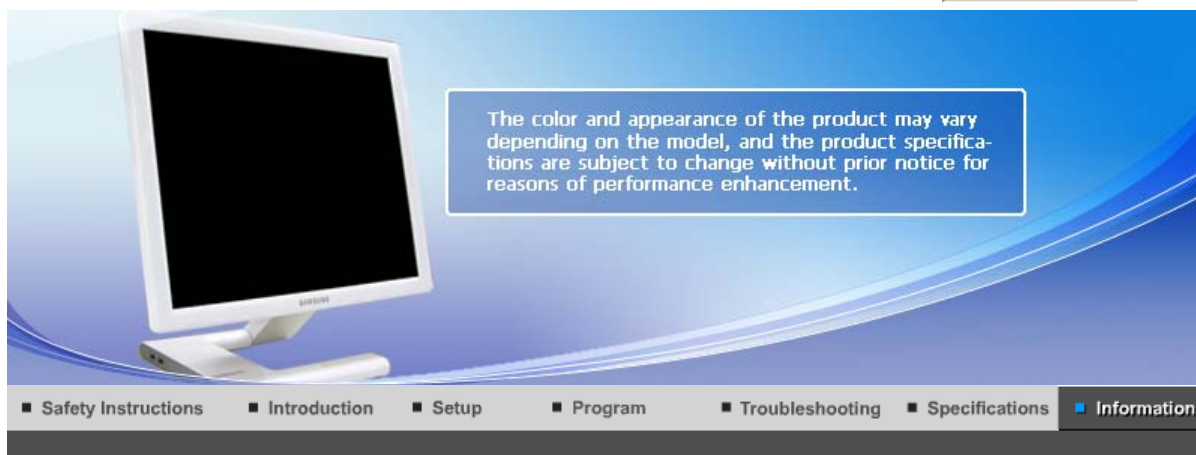 The color and appearance of the product may vary
depending on the model, and the product specifica-
tions are subject to change without prior notice for
reasons of performance enhancement.
SAMSUNG
Safety Instructions
Introduction
Setup
Program
Troubleshooting
Specifications
Information